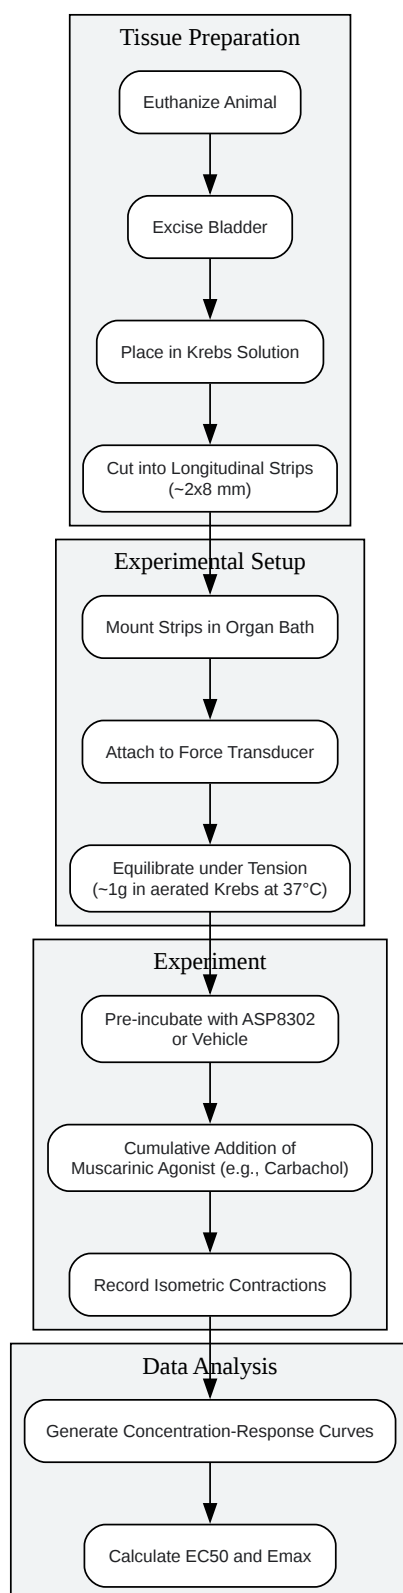 Tissue Preparation
Euthanize Animal
Excise Bladder
Place in Krebs Solution
Cut into Longitudinal Strips
(~2x8 mm)
Experimental Setup
Mount Strips in Organ Bath
Attach to Force Transducer
Equilibrate under Tension
(~1g in aerated Krebs at 37°C)
Experiment
Pre-incubate with ASP8302
or Vehicle
Cumulative Addition of
Muscarinic Agonist (e.g., Carbachol)
Record Isometric Contractions
Data Analysis
Generate Concentration-Response Curves
Calculate EC50 and Emax